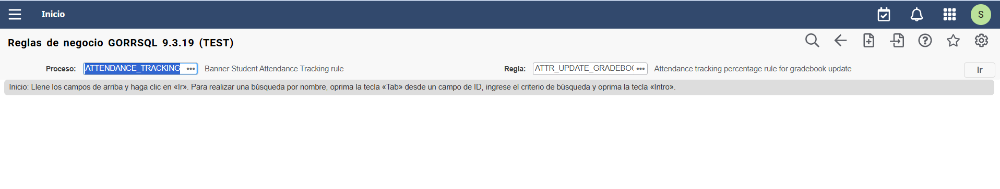 Inicio
S
Reglas de negocio GORRSQL 9.3.19 (TEST)
Proceso: ATTENDANCE_TRACKING ••• Banner Student Attendance Tracking rule Regla: ATTR_UPDATE_GRADEBO ••• Attendance tracking percentage rule for gradebook update Ir
Inicio: Llene los campos de arriba y haga clic en «Ir». Para realizar una búsqueda por nombre, oprima la tecla «Tab» desde un campo de ID, ingrese el criterio de búsqueda y oprima la tecla «Intro».